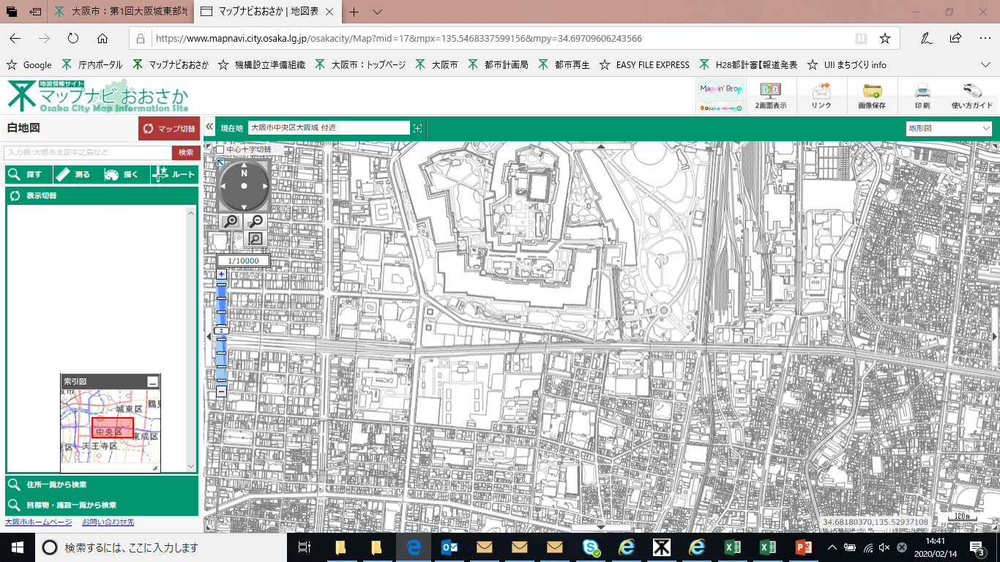 大阪市：第1回大阪城東部地
マップナビおおさか | 地図表
https://www.mapnavi.city.osaka.lg.jp/osakacity/Map?mid=17&mpx=135.5468337599156&mpy=34.69709606243566
Google
庁内ポータル
マップナビおおさか
機構設立準備組織
大阪市：トップページ
大阪市
都市計画局
都市再生
EASY FILE EXPRESS
H28都計審【報道発表
UII まちづくり info
地図情報サイト
マップナビ おおさか
Osaka City Map Information Site
Mappin' Drop
Osaka
2画面表示
リンク
画像保存
印刷
使い方ガイド
白地図
マップ切替
現在地
大阪市中央区大阪城 付近
地形図
入力例:大阪市北区中之島など
検索
中心十字切替
探す
測る
描く
ルート
N
表示切替
1/10000
索引図
城東区
中央区
東成区
天王寺区
住所一覧から検索
目標物・施設一覧から検索
大阪市ホームページ
お問い合わせ先
34.68180370,135.52937108
120m
検索するには、ここに入力します
14:41
2020/02/14
3